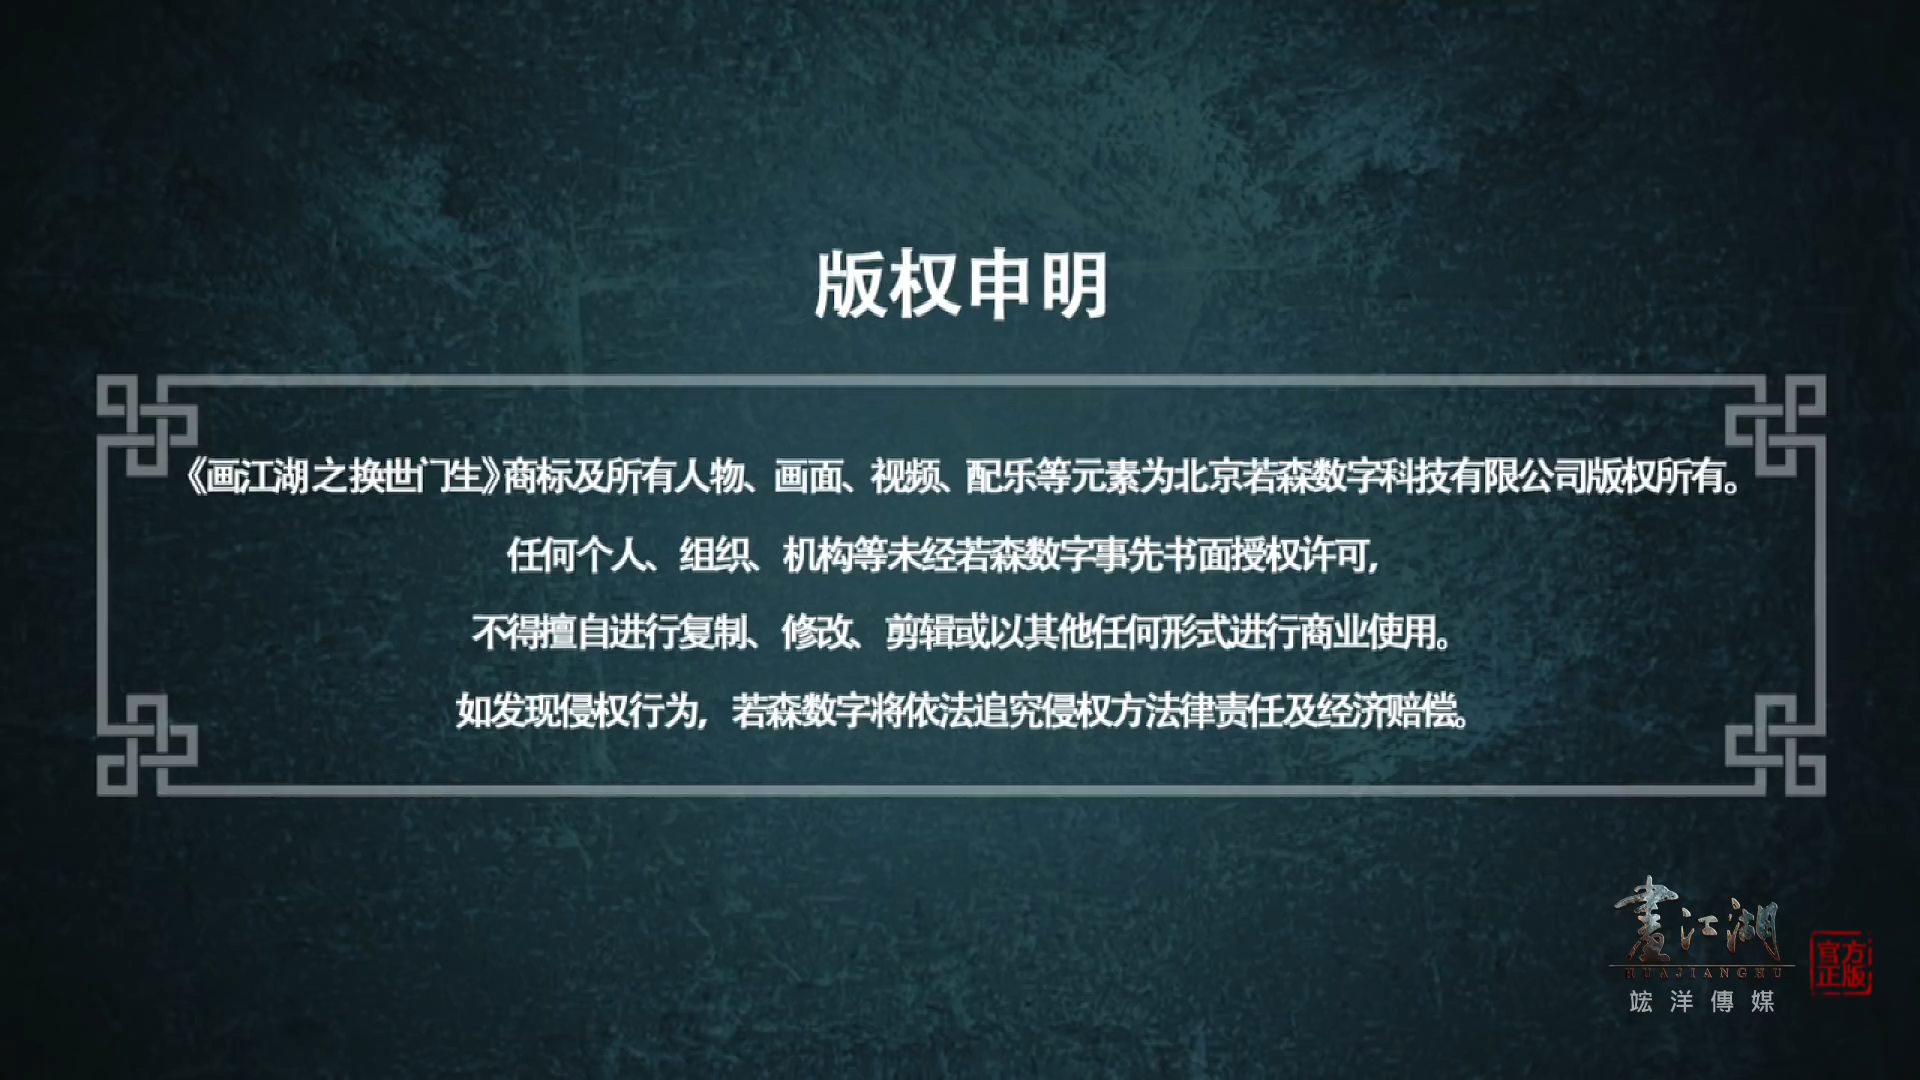 版权申明
《画江湖之换世门生》商标及所有人物、画面、视频、配乐等元素为北京若森数字科技有限公司版权所有。
任何个人、组织、机构等未经若森数字事先书面授权许可,
不得擅自进行复制、修改、剪辑或以其他任何形式进行商业使用。
如发现侵权行为,若森数字将依法追究侵权方法律责任及经济赔偿。
畫江湖
HUAJIANGHU
竑洋傳媒
官方
正版